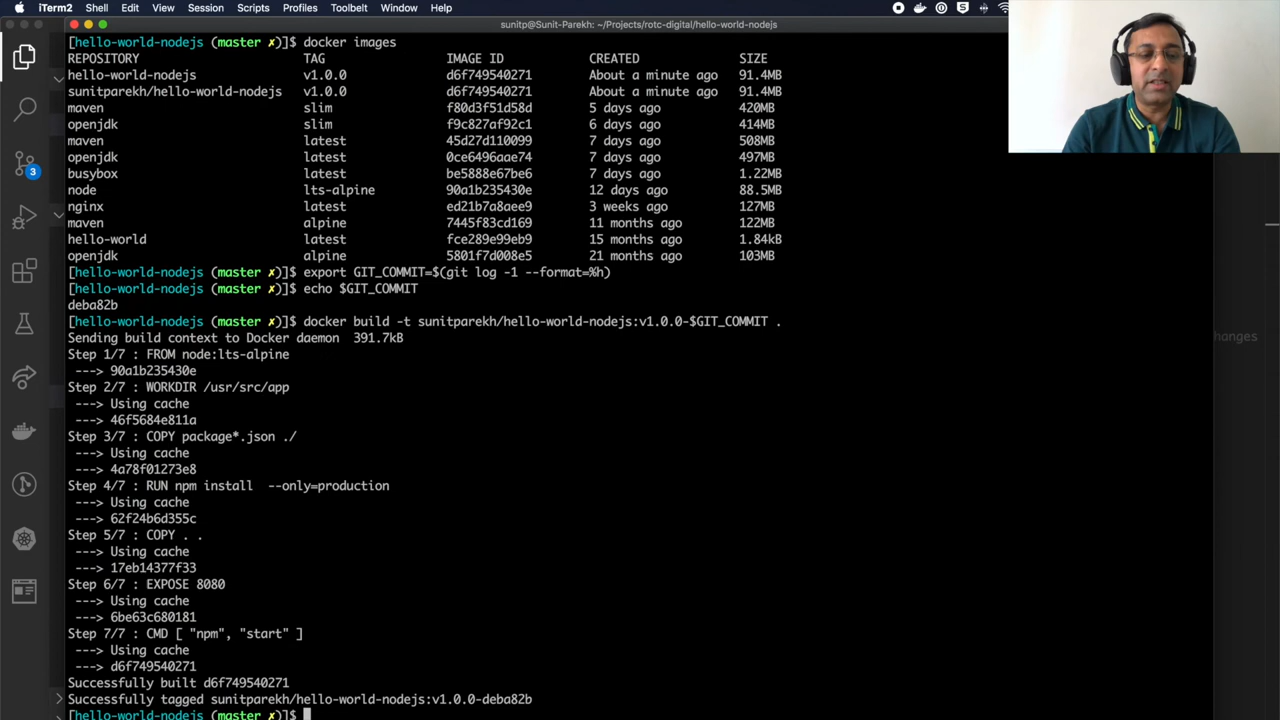 iTerm2 Shell Edit View Session Scripts Profiles Toolbelt Window Help
sunitp@Sunit-Parekh: ~/Projects/rotc-digital/hello-world-nodejs
[hello-world-nodejs (master ✗)]$ docker images
REPOSITORY TAG IMAGE ID CREATED SIZE
hello-world-nodejs v1.0.0 d6f749540271 About a minute ago 91.4MB
sunitparekh/hello-world-nodejs v1.0.0 d6f749540271 About a minute ago 91.4MB
maven slim f80d3f51d58d 5 days ago 420MB
openjdk slim f9c827af92c1 6 days ago 414MB
maven latest 45d27d110099 7 days ago 508MB
openjdk latest 0ce6496aae74 7 days ago 497MB
busybox latest be5888e67be6 7 days ago 1.22MB
node lts-alpine 90a1b235430e 12 days ago 88.5MB
nginx latest ed21b7a8aee9 3 weeks ago 127MB
maven alpine 7445f83cd169 11 months ago 122MB
hello-world latest fce289e99eb9 15 months ago 1.84kB
openjdk alpine 5801f7d008e5 21 months ago 103MB
[hello-world-nodejs (master ✗)]$ export GIT_COMMIT=$(git log -1 --format=%h)
[hello-world-nodejs (master ✗)]$ echo $GIT_COMMIT
deba82b
[hello-world-nodejs (master ✗)]$ docker build -t sunitparekh/hello-world-nodejs:v1.0.0-$GIT_COMMIT .
Sending build context to Docker daemon 391.7kB
Step 1/7 : FROM node:lts-alpine
---> 90a1b235430e
Step 2/7 : WORKDIR /usr/src/app
---> Using cache
---> 46f5684e811a
Step 3/7 : COPY package*.json ./
---> Using cache
---> 4a78f01273e8
Step 4/7 : RUN npm install --only=production
---> Using cache
---> 62f24b6d355c
Step 5/7 : COPY . .
---> Using cache
---> 17eb14377f33
Step 6/7 : EXPOSE 8080
---> Using cache
---> 6be63c680181
Step 7/7 : CMD [ "npm", "start" ]
---> Using cache
---> d6f749540271
Successfully built d6f749540271
Successfully tagged sunitparekh/hello-world-nodejs:v1.0.0-deba82b
[hello-world-nodejs (master ✗)]$
3
hanges